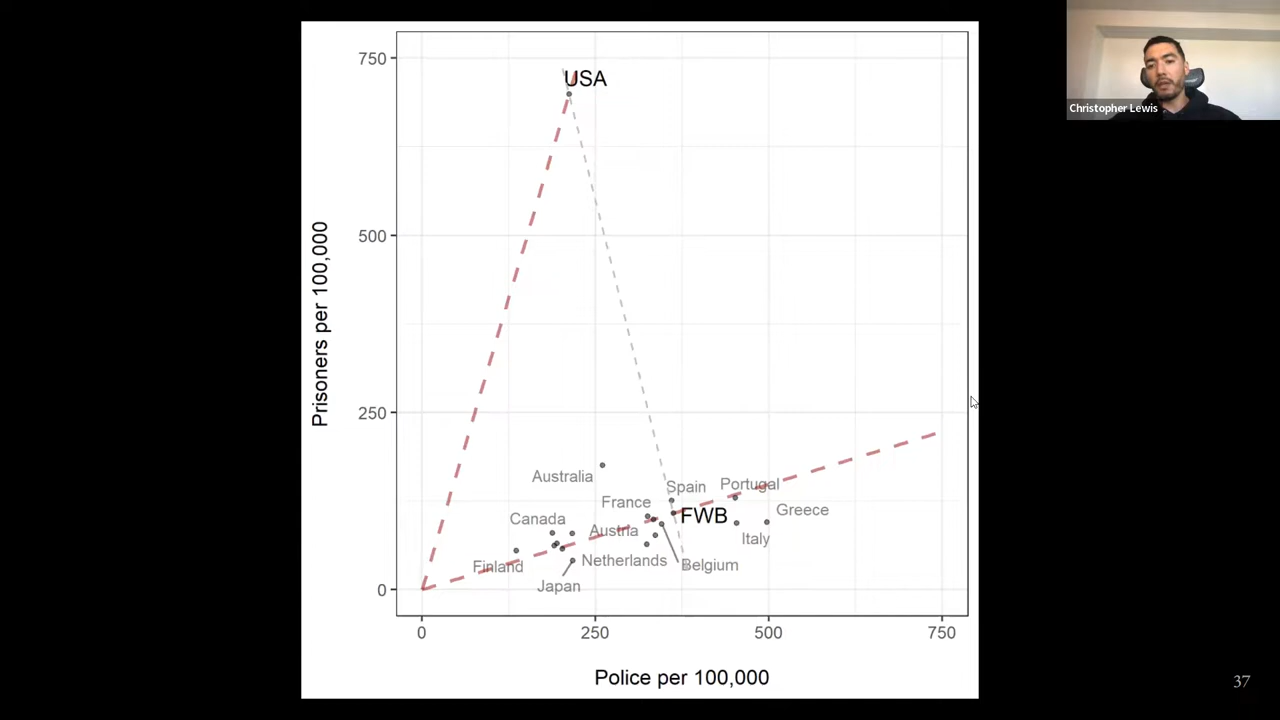 750
USA
Christopher Lewis
500
Prisoners per 100,000
250
Australia
Spain
Portugal
France
Greece
Canada
FWB
Austria
Italy
Finland
Netherlands
Belgium
Japan
0
0
250
500
750
Police per 100,000
37